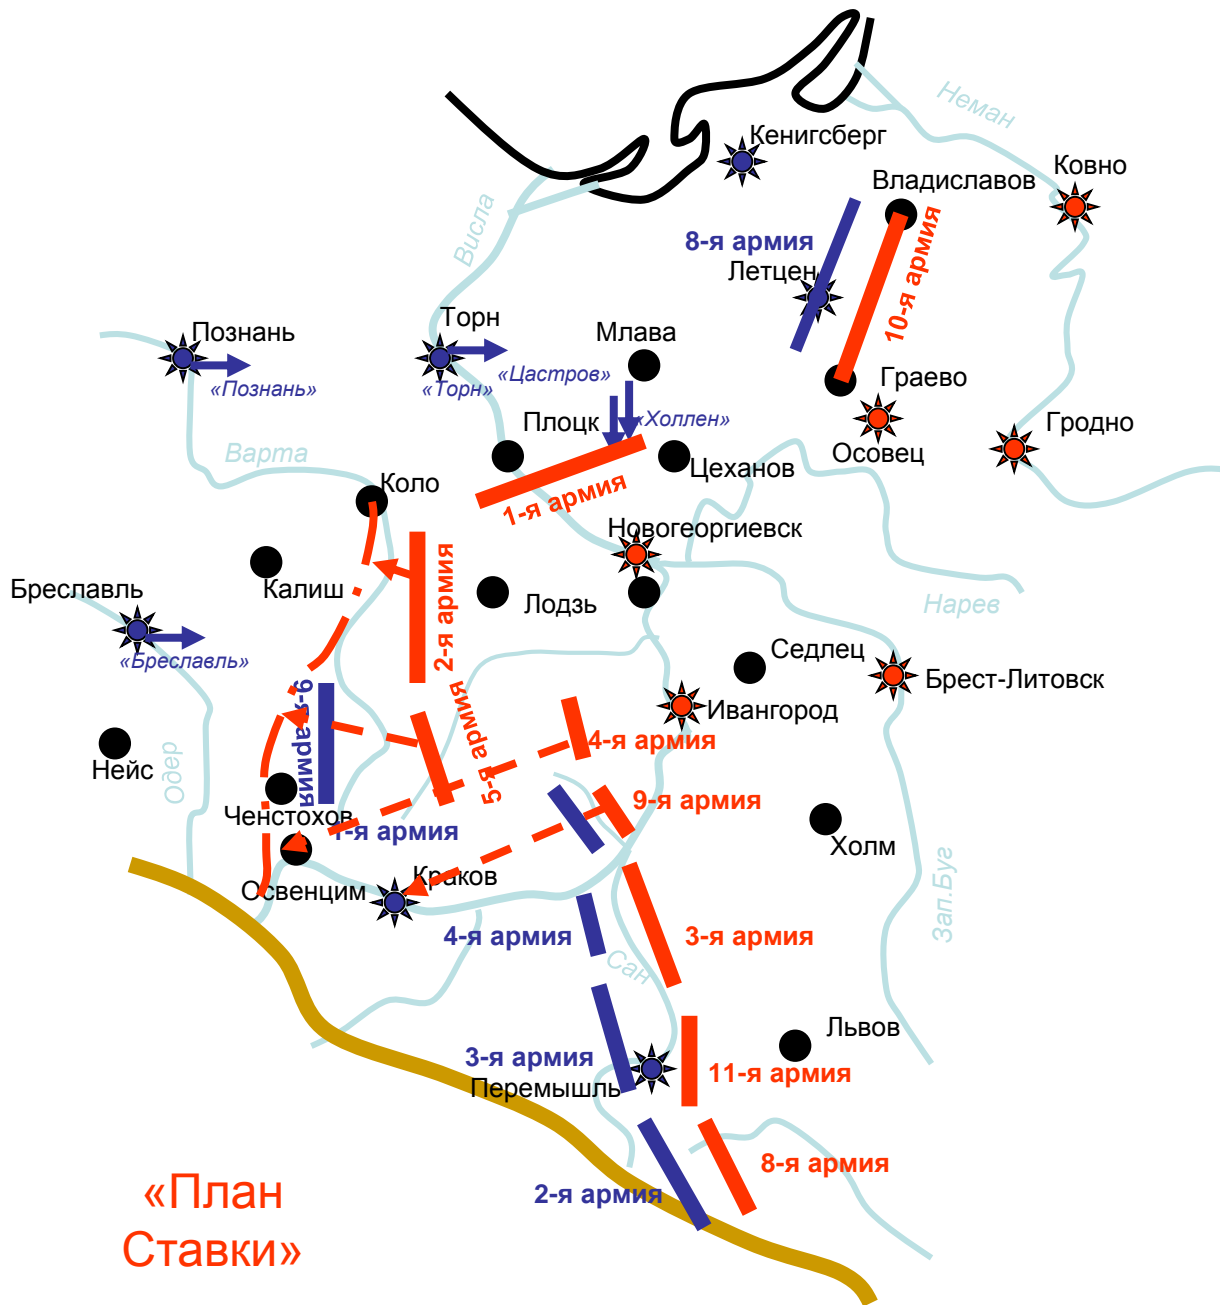 Неман
Кенигсберг
Ковно
Владиславов
Висла
8-я армия
Летцен
10-я армия
Познань
Торн
Млава
«Цастров»
«Познань»
«Торн»
Граево
Плоцк
«Холлен»
Гродно
Осовец
Варта
Цеханов
Коло
1-я армия
Новогеоргиевск
Бреславль
Калиш
Лодзь
Нарев
2-я армия
«Бреславль»
Седлец
Брест-Литовск
9-я армия
Ивангород
5-я армия
4-я армия
Нейс
Одер
9-я армия
Ченстохов
1-я армия
Холм
Краков
Освенцим
Зап.Буг
4-я армия
3-я армия
Сан
Львов
3-я армия
Перемышль
11-я армия
8-я армия
2-я армия
«План
Ставки»